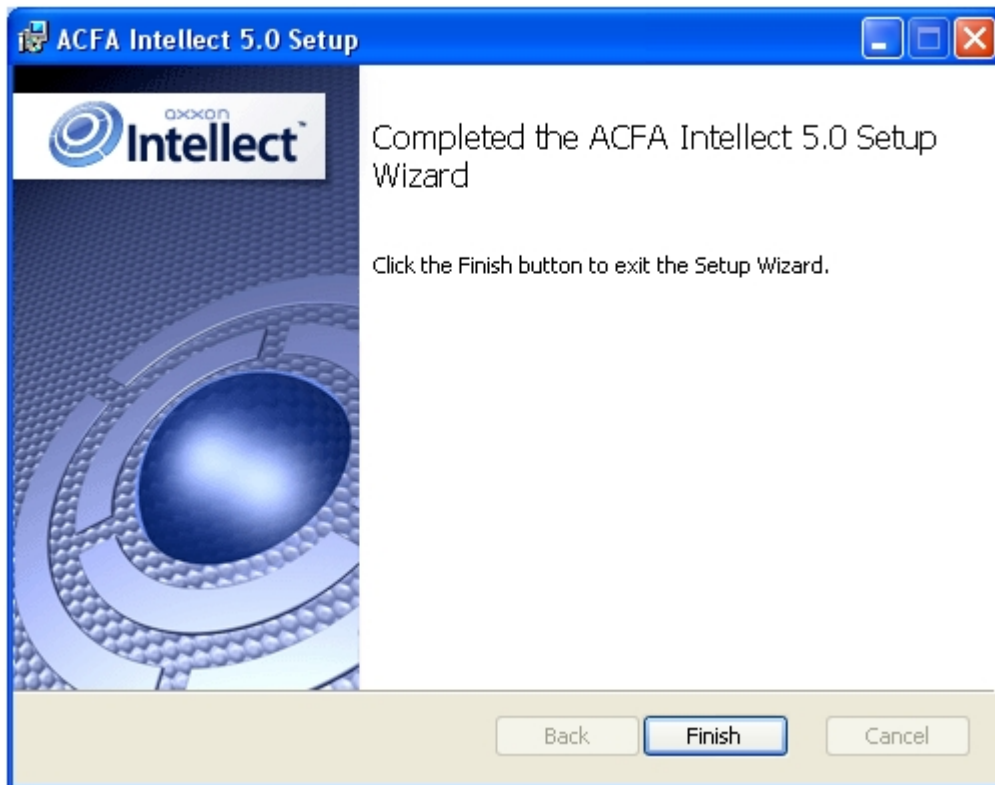 ACFA Intellect 5.0 Setup
axxon
Intellect™
Completed the ACFA Intellect 5.0 Setup
Wizard
Click the Finish button to exit the Setup Wizard.
Back
Finish
Cancel